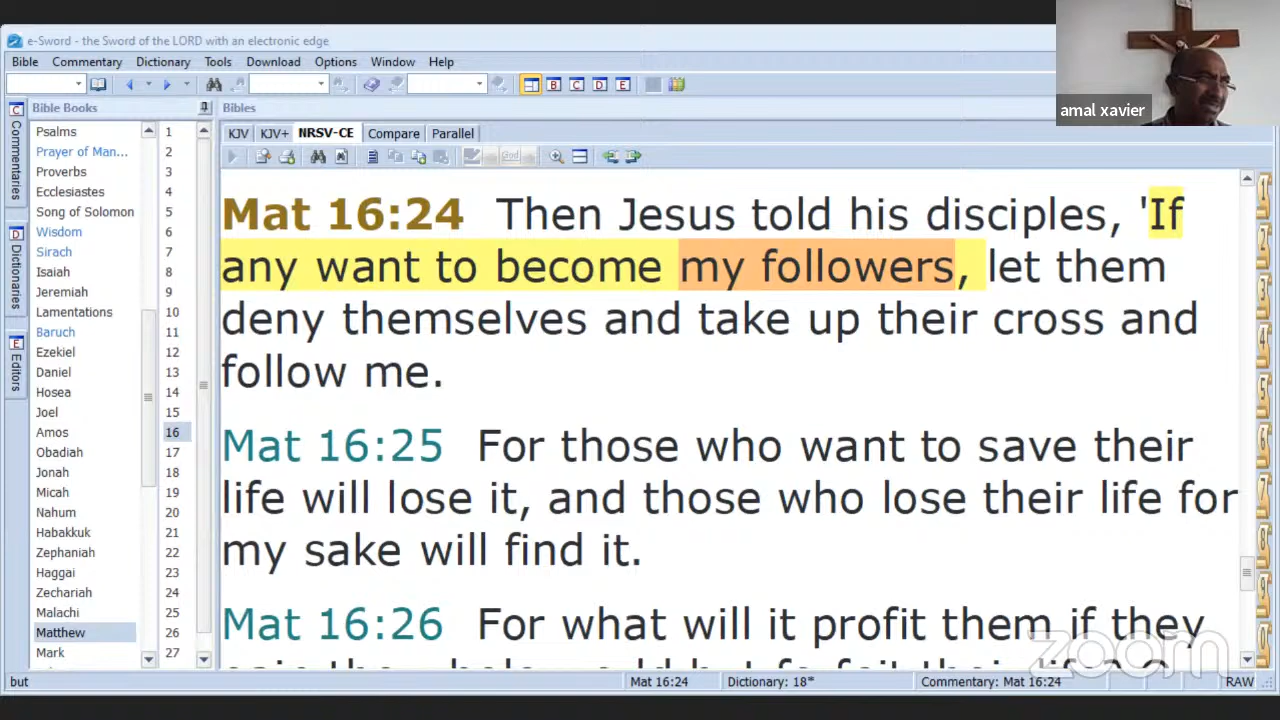 e-Sword - the Sword of the LORD with an electronic edge
Bible Commentary Dictionary Tools Download Options Window Help
amal xavier
B C D E
Bible Books
Bibles
Commentaries
Dictionaries
Editors
KJV KJV+ NRSV-CE Compare Parallel
Psalms
Prayer of Man...
Proverbs
Ecclesiastes
Song of Solomon
Wisdom
Sirach
Isaiah
Jeremiah
Lamentations
Baruch
Ezekiel
Daniel
Hosea
Joel
Amos
Obadiah
Jonah
Micah
Nahum
Habakkuk
Zephaniah
Haggai
Zechariah
Malachi
Matthew
Mark
1
2
3
4
5
6
7
8
9
10
11
12
13
14
15
16
17
18
19
20
21
22
23
24
25
26
27
Mat 16:24 Then Jesus told his disciples, 'If
any want to become my followers, let them
deny themselves and take up their cross and
follow me.
Mat 16:25 For those who want to save their
life will lose it, and those who lose their life for
my sake will find it.
Mat 16:26 For what will it profit them if they
zoom
but
Mat 16:24
Dictionary: 18*
Commentary: Mat 16:24
RAW